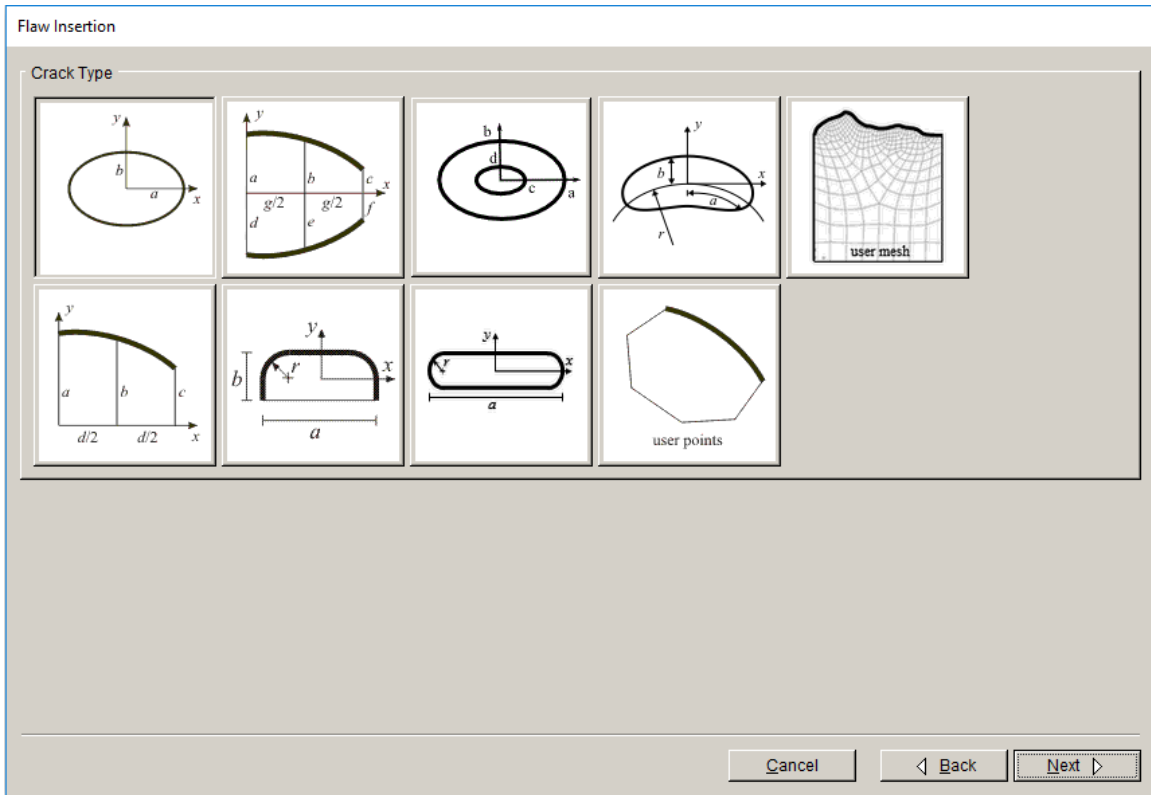 Flaw Insertion
Crack Type
y
b
a
x
y
a
b
c
x
g/2
g/2
d
e
f
b
d
c
a
y
b
x
a
r
user mesh
y
a
b
c
d/2
d/2
x
y
b
r
x
a
y
r
x
a
user points
Cancel
Back
Next